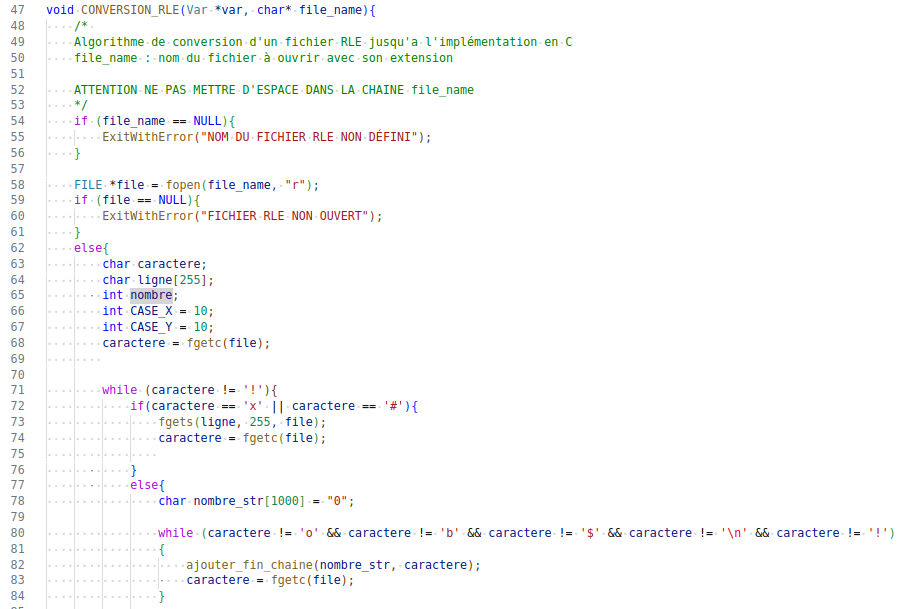 47 void CONVERSION_RLE(Var *var, char* file_name){
48     /*
49     Algorithme de conversion d'un fichier RLE jusqu'a l'implémentation en C
50     file_name : nom du fichier à ouvrir avec son extension
51
52     ATTENTION NE PAS METTRE D'ESPACE DANS LA CHAINE file_name
53     */
54     if (file_name == NULL){
55         ExitWithError("NOM DU FICHIER RLE NON DÉFINI");
56     }
57
58     FILE *file = fopen(file_name, "r");
59     if (file == NULL){
60         ExitWithError("FICHIER RLE NON OUVERT");
61     }
62     else{
63         char caractere;
64         char ligne[255];
65         int nombre;
66         int CASE_X = 10;
67         int CASE_Y = 10;
68         caractere = fgetc(file);
69
70
71         while (caractere != '!'){
72             if(caractere == 'x' || caractere == '#'){
73                 fgets(ligne, 255, file);
74                 caractere = fgetc(file);
75
76             }
77             else{
78                 char nombre_str[1000] = "0";
79
80                 while (caractere != 'o' && caractere != 'b' && caractere != '$' && caractere != '\n' && caractere != '!')
81                 {
82                     ajouter_fin_chaine(nombre_str, caractere);
83                     caractere = fgetc(file);
84                 }